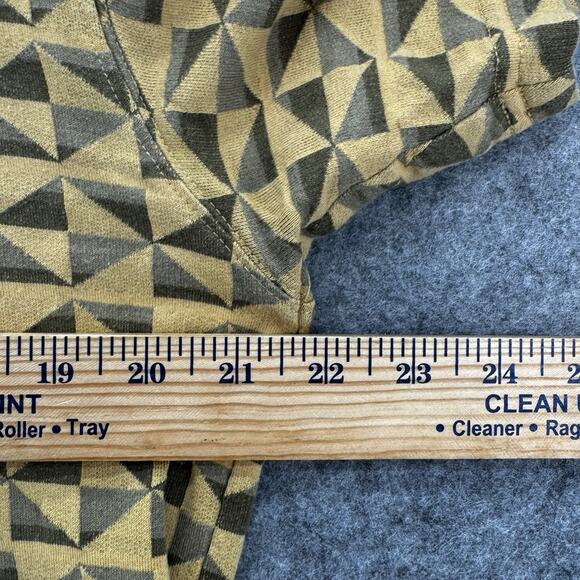 19 20 21 22 23 24
INT CLEAN U
Roller • Tray • Cleaner • Rag